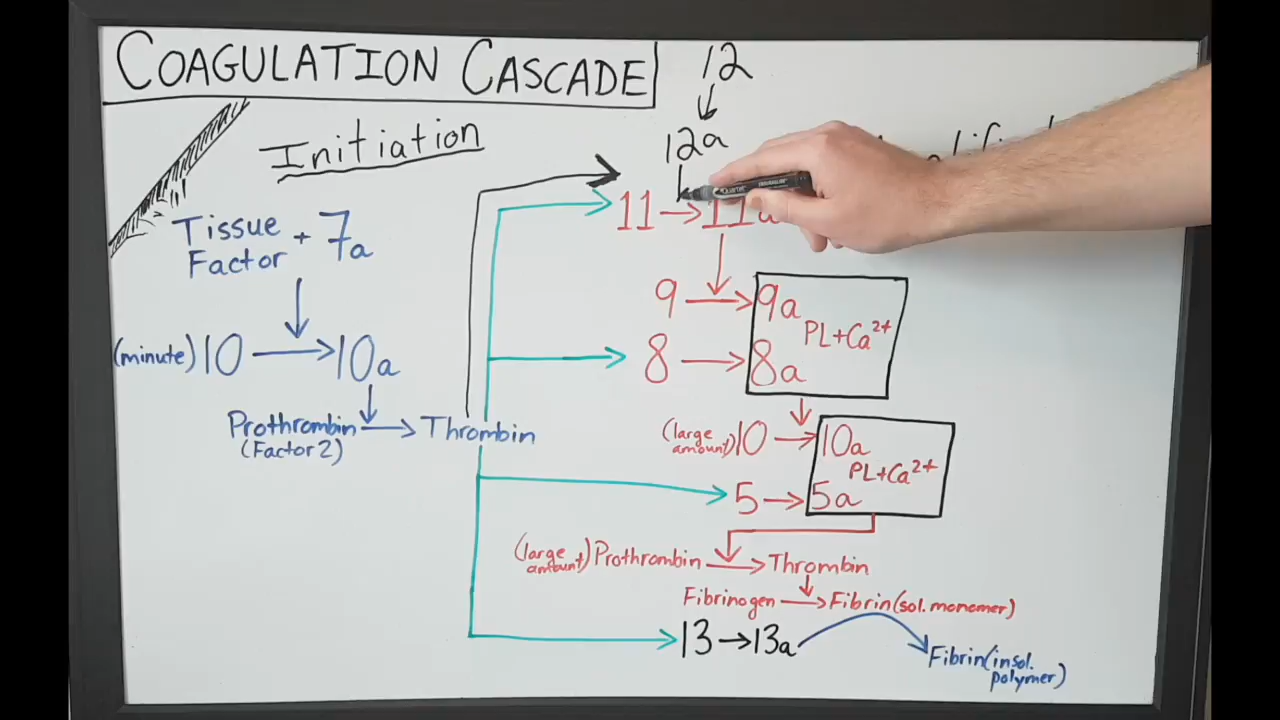 COAGULATION CASCADE
12
12a
Initiation
11 → 11a
Tissue
Factor + 7a
9 → 9a
PL+Ca²⁺
8 → 8a
(minute) 10 → 10a
Prothrombin → Thrombin
(Factor 2)
(large
amount) 10 → 10a
PL+Ca²⁺
5 → 5a
(large
amount) Prothrombin → Thrombin
Fibrinogen → Fibrin (sol. monomer)
13 → 13a
Fibrin (insol.
polymer)